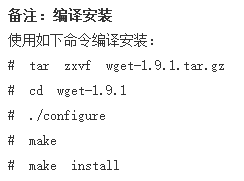 备注：编译安装
使用如下命令编译安装：
# tar zxvf wget-1.9.1.tar.gz
# cd wget-1.9.1
# ./configure
# make
# make install